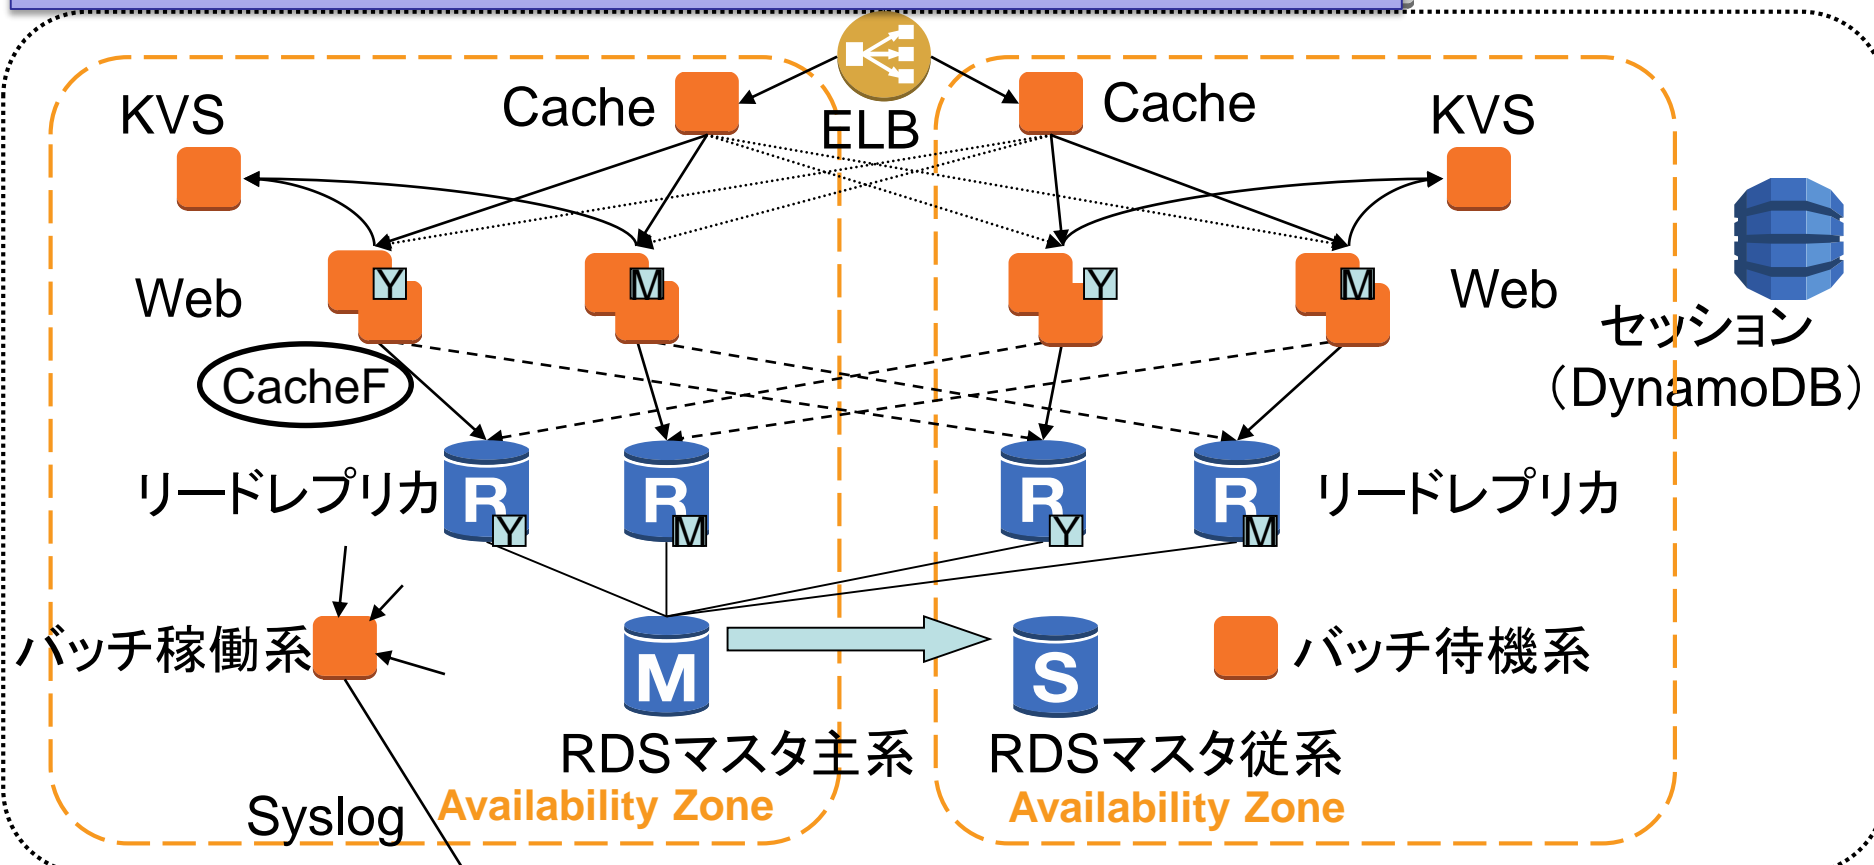 ELB
KVS
Cache
Cache
KVS
Web
Y
M
Y
M
Web
セッション
（DynamoDB）
CacheF
リードレプリカ
R
Y
R
M
R
Y
R
M
リードレプリカ
バッチ稼働系
M
S
バッチ待機系
RDSマスタ主系
RDSマスタ従系
Syslog
Availability Zone
Availability Zone